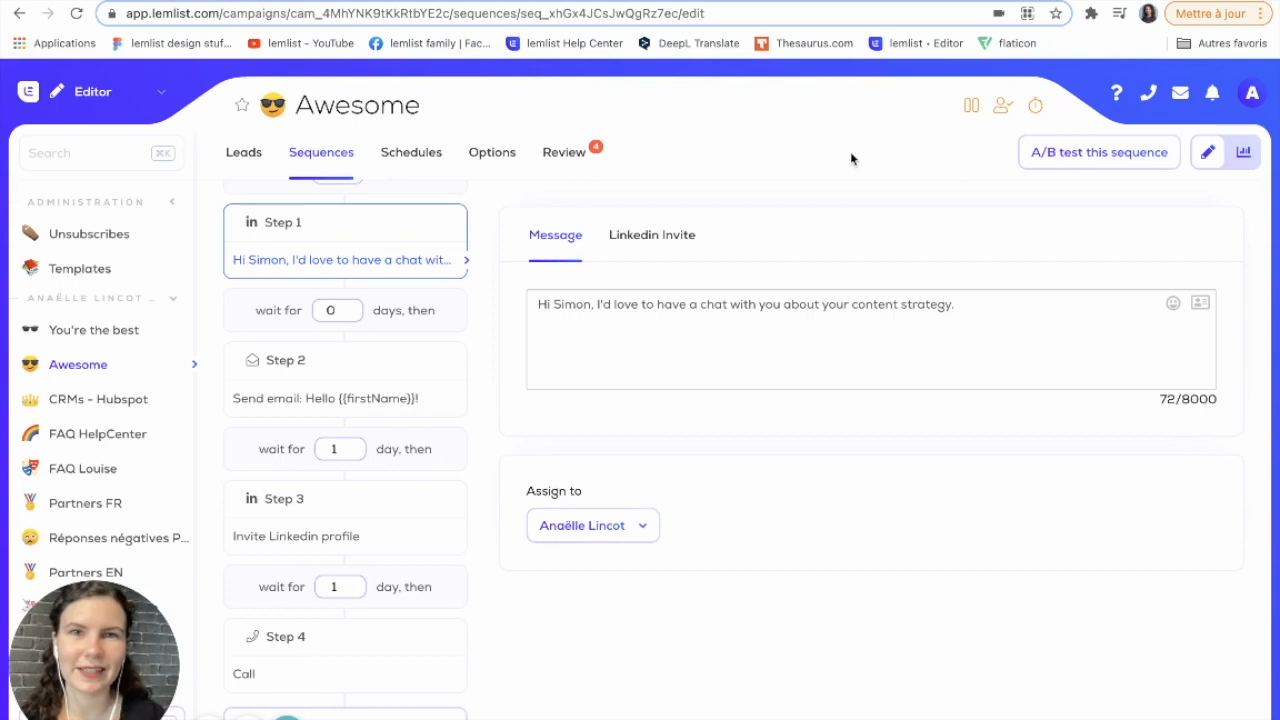 app.lemlist.com/campaigns/cam_4MhYNK9tKkRtbYE2c/sequences/seq_xhGx4JCsJwQgRz7ec/edit
Mettre à jour
Applications
lemlist design stuf...
lemlist - YouTube
lemlist family | Fac...
lemlist Help Center
DeepL Translate
Thesaurus.com
lemlist • Editor
flaticon
Autres favoris
Editor
Awesome
A
Search
⌘K
Leads
Sequences
Schedules
Options
Review
4
A/B test this sequence
ADMINISTRATION
Unsubscribes
Templates
ANAËLLE LINCOT ...
You're the best
Awesome
CRMs - Hubspot
FAQ HelpCenter
FAQ Louise
Partners FR
Réponses négatives P...
Partners EN
in Step 1
Hi Simon, I'd love to have a chat wit...
wait for 0 days, then
Step 2
Send email: Hello {{firstName}}!
wait for 1 day, then
in Step 3
Invite Linkedin profile
wait for 1 day, then
Step 4
Call
Message
Linkedin Invite
Hi Simon, I'd love to have a chat with you about your content strategy.
72/8000
Assign to
Anaëlle Lincot